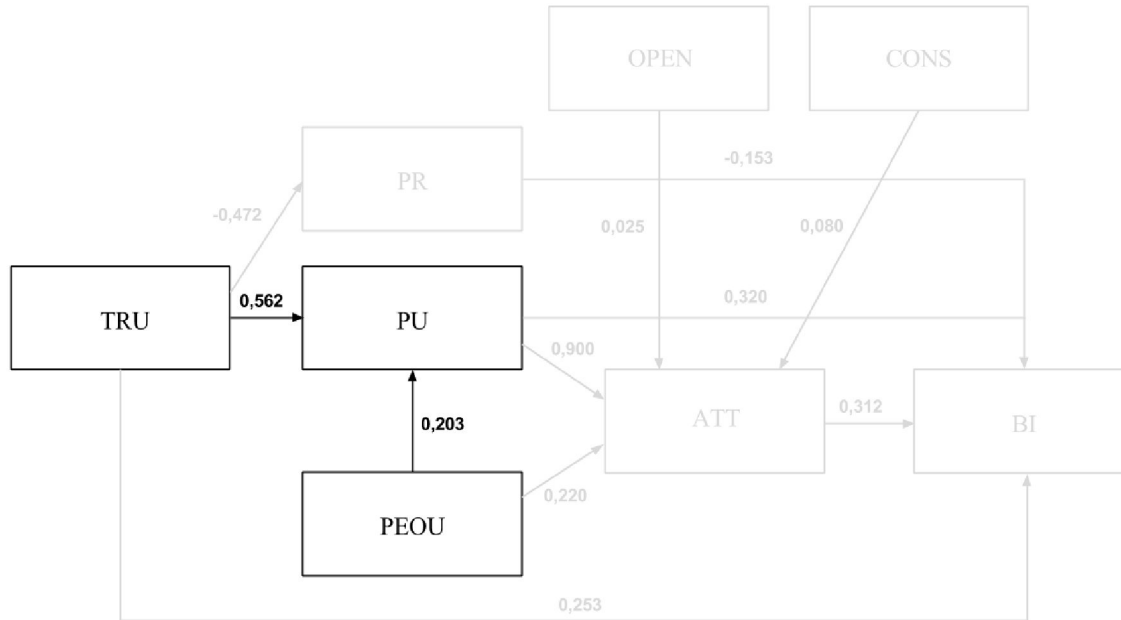 OPEN
CONS
PR
-0,153
-0,472
0,025
0,080
TRU
0,562
PU
0,320
0,900
ATT
0,312
BI
0,203
PEOU
0,220
0,253